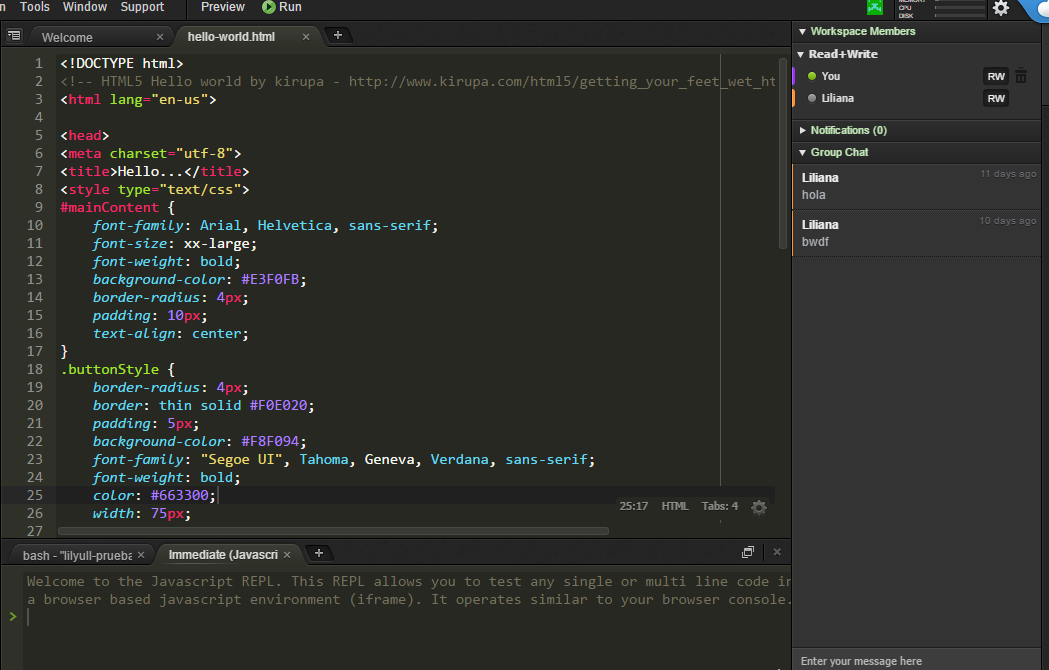 n Tools Window Support Preview Run
MEMORY
CPU
DISK
Welcome × hello-world.html × +
1 <!DOCTYPE html>
2 <!-- HTML5 Hello world by kirupa - http://www.kirupa.com/html5/getting_your_feet_wet_ht
3 <html lang="en-us">
4
5 <head>
6 <meta charset="utf-8">
7 <title>Hello...</title>
8 <style type="text/css">
9 #mainContent {
10 font-family: Arial, Helvetica, sans-serif;
11 font-size: xx-large;
12 font-weight: bold;
13 background-color: #E3F0FB;
14 border-radius: 4px;
15 padding: 10px;
16 text-align: center;
17 }
18 .buttonStyle {
19 border-radius: 4px;
20 border: thin solid #F0E020;
21 padding: 5px;
22 background-color: #F8F094;
23 font-family: "Segoe UI", Tahoma, Geneva, Verdana, sans-serif;
24 font-weight: bold;
25 color: #663300;
26 width: 75px;
27
25:17 HTML Tabs: 4
bash - "lilyull-prueba × Immediate (Javascri × +
Welcome to the Javascript REPL. This REPL allows you to test any single or multi line code in
a browser based javascript environment (iframe). It operates similar to your browser console.
>
Workspace Members
Read+Write
You RW
Liliana RW
Notifications (0)
Group Chat
Liliana 11 days ago
hola
Liliana 10 days ago
bwdf
Enter your message here